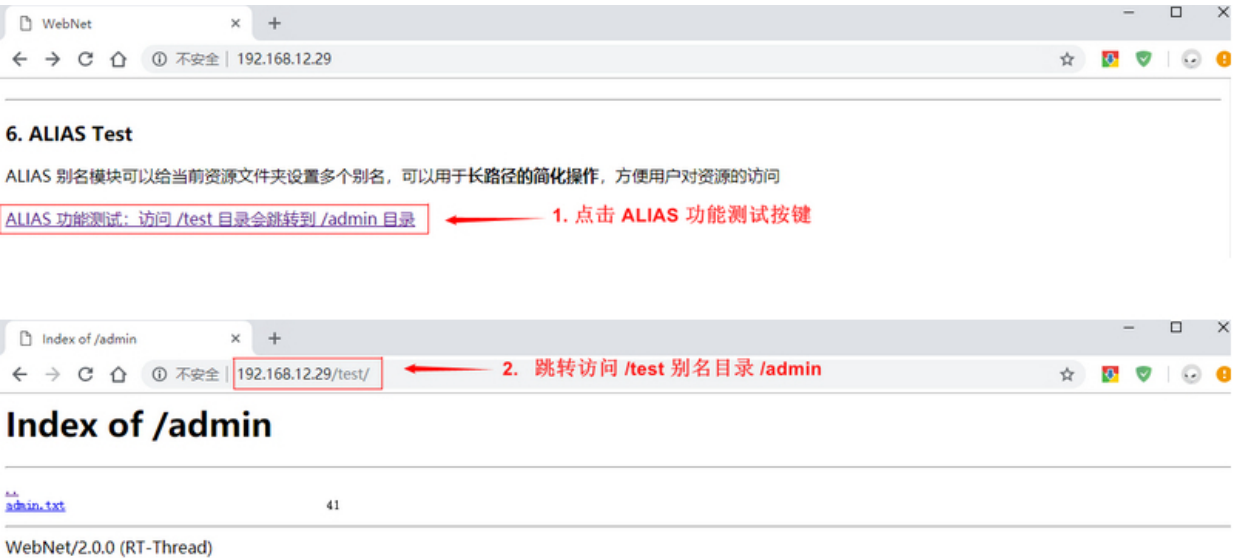 WebNet
不安全 | 192.168.12.29
6. ALIAS Test
ALIAS 别名模块可以给当前资源文件夹设置多个别名，可以用于长路径的简化操作，方便用户对资源的访问
ALIAS 功能测试：访问 /test 目录会跳转到 /admin 目录
1. 点击 ALIAS 功能测试按键
Index of /admin
不安全 | 192.168.12.29/test/
2. 跳转访问 /test 别名目录 /admin
Index of /admin
..
admin.txt 41
WebNet/2.0.0 (RT-Thread)